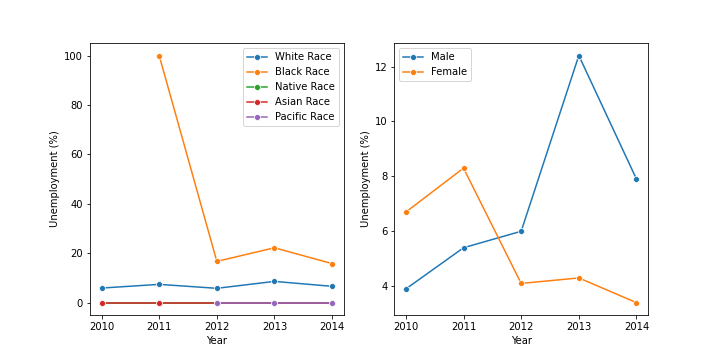 100
80
60
40
20
0
Unemployment (%)
2010 2011 2012 2013 2014
Year
White Race
Black Race
Native Race
Asian Race
Pacific Race
12
10
8
6
4
Unemployment (%)
2010 2011 2012 2013 2014
Year
Male
Female